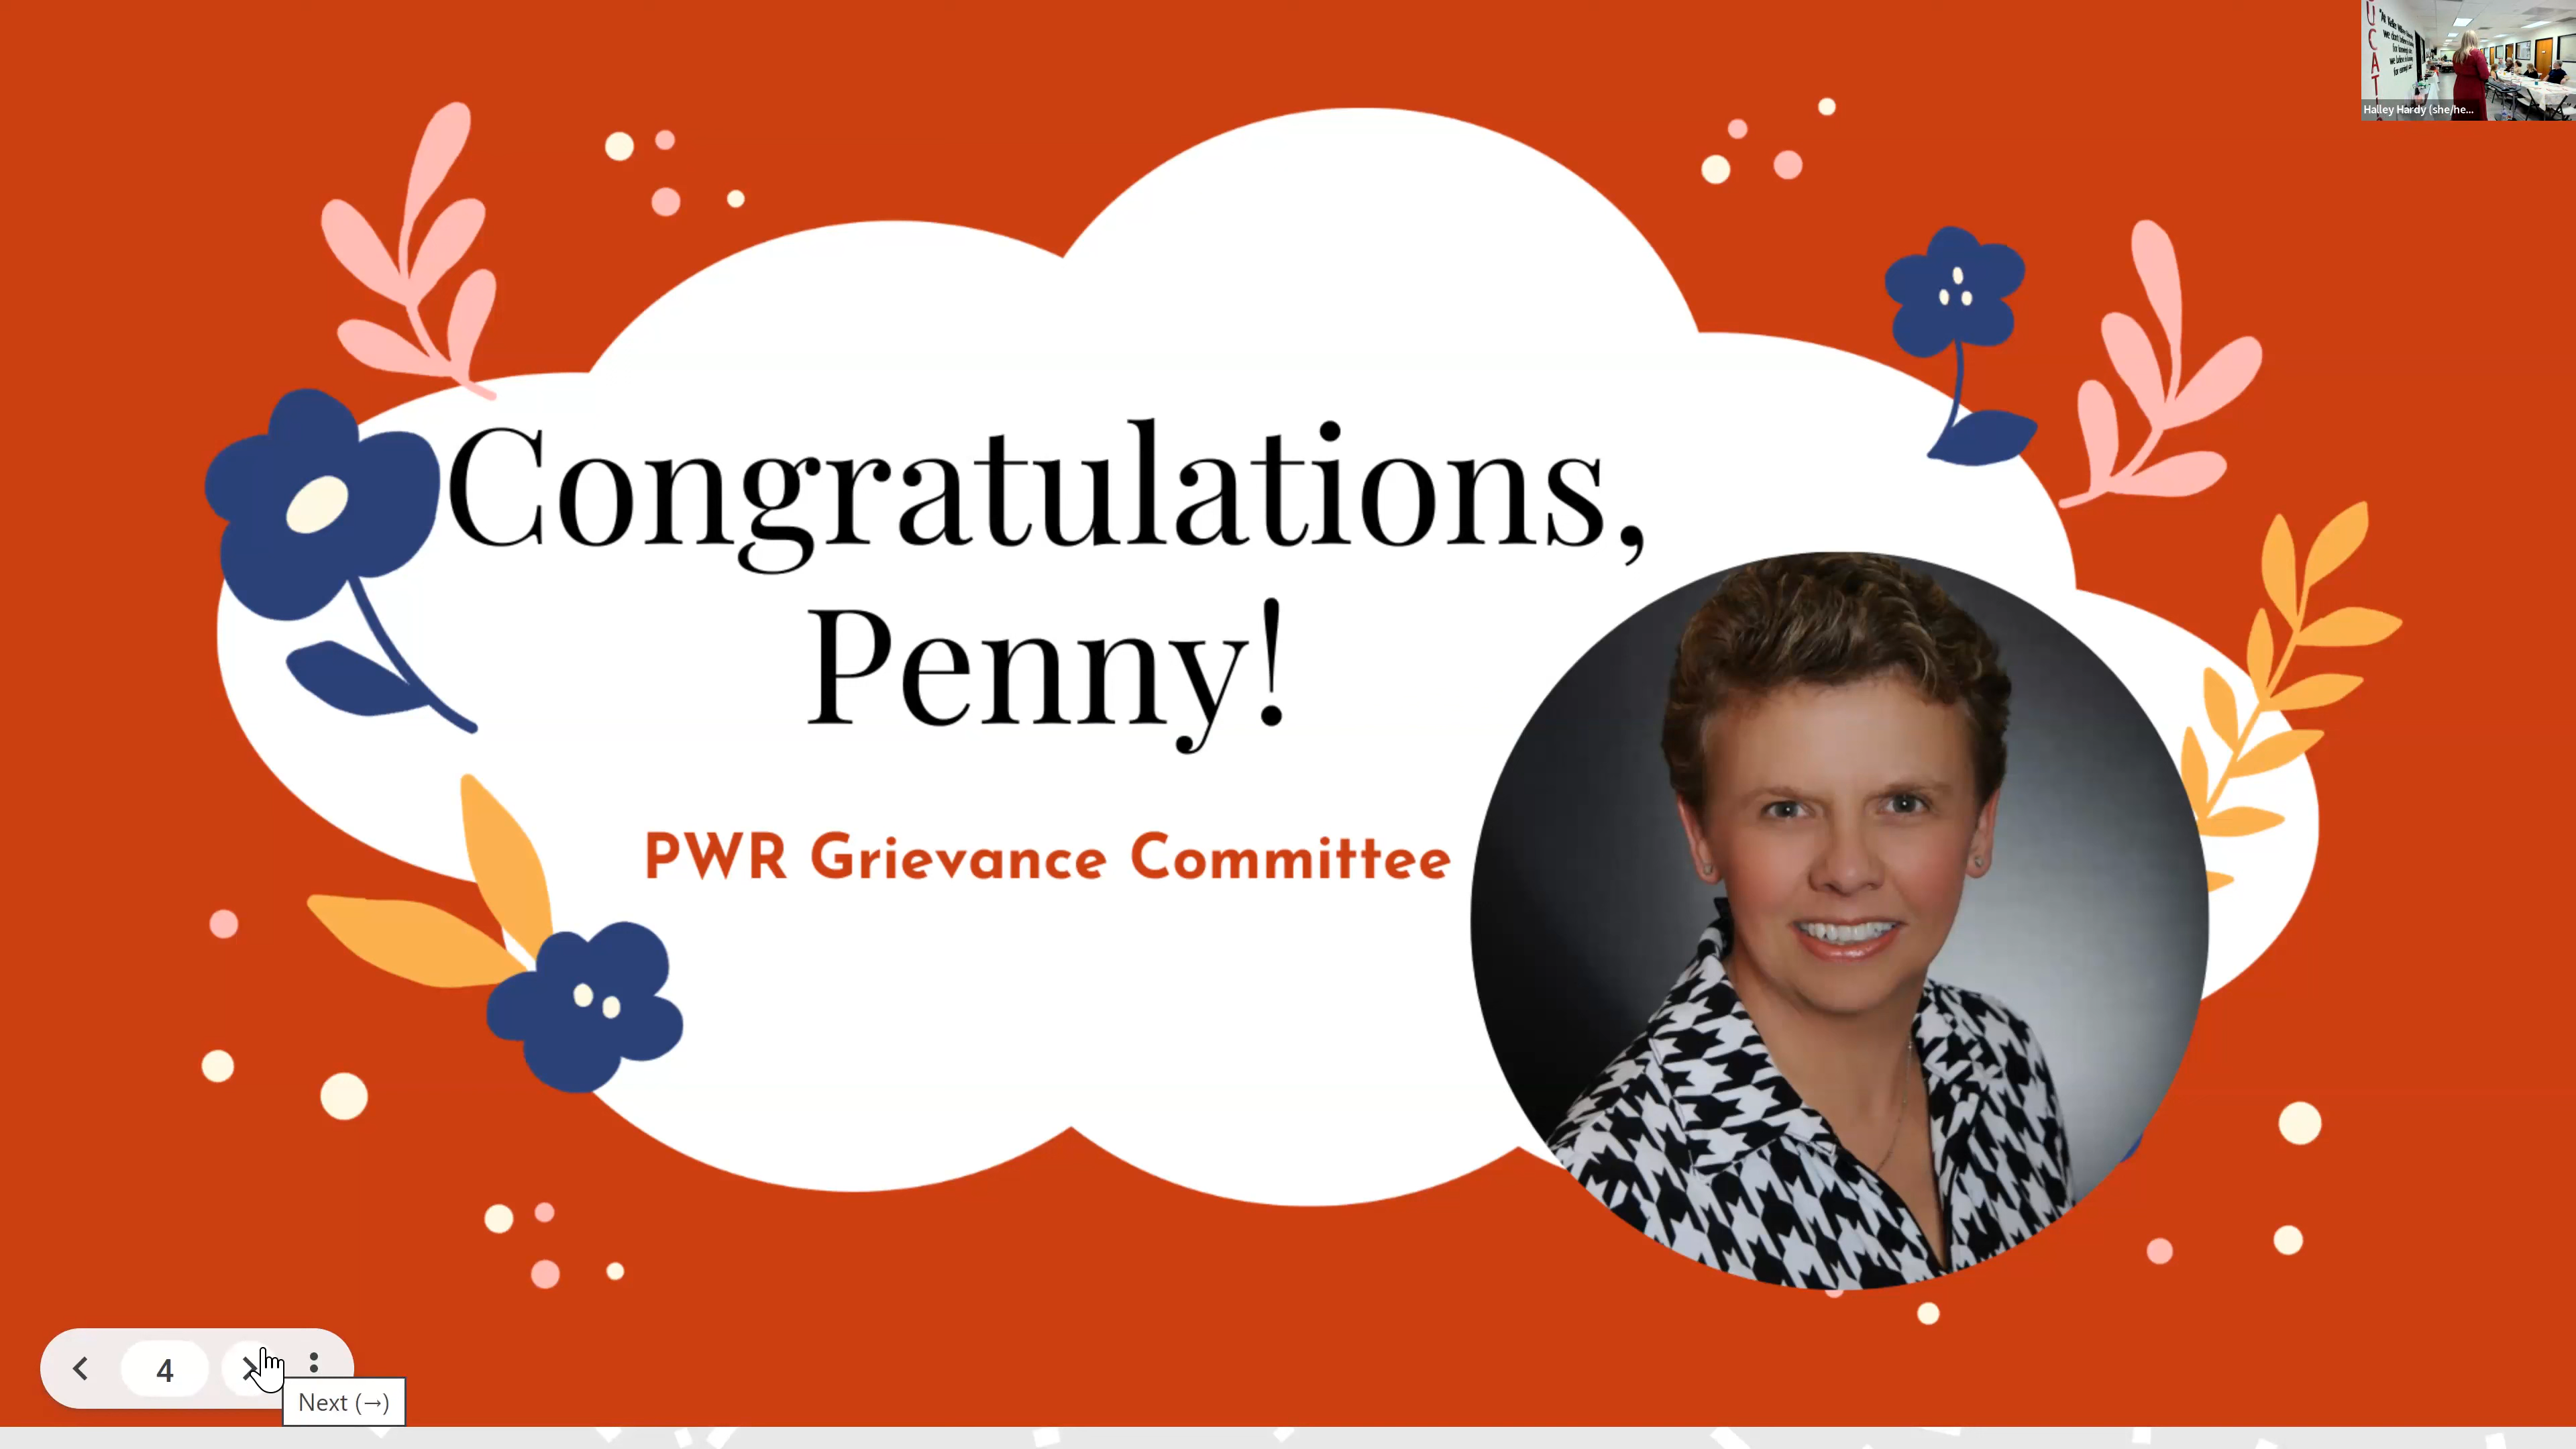 Congratulations,
Penny!
PWR Grievance Committee
Halley Hardy (she/he...
4
Next (→)